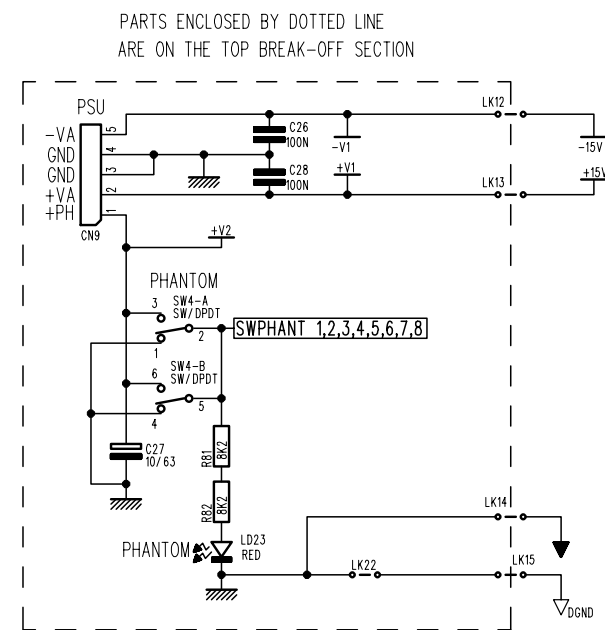 PARTS ENCLOSED BY DOTTED LINE
ARE ON THE TOP BREAK-OFF SECTION
PSU
-VA 5
GND 4
GND 3
+VA 2
+PH 1
CN9
C26
100N
C28
100N
-V1
+V1
LK12
LK13
-15V
+15V
+V2
PHANTOM
SW4-A
SW/DPDT
3
2
1
SWPHANT 1,2,3,4,5,6,7,8
SW4-B
SW/DPDT
6
5
4
C27
10/63
R81
8K2
R82
8K2
PHANTOM
LD23
RED
LK14
LK22
LK15
DGND